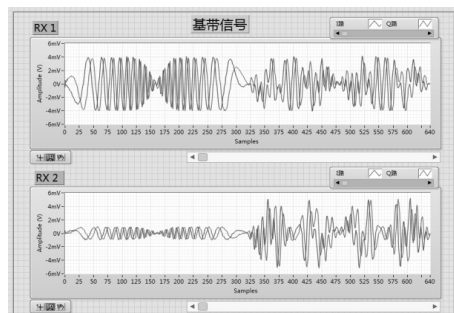 基带信号
RX 1
I路 Q路
6mV
4mV
2mV
0V
-2mV
-4mV
-6mV
Amplitude (V)
0 25 50 75 100 125 150 175 200 225 250 275 300 325 350 375 400 425 450 475 500 525 550 575 600 640
Samples
RX 2
I路 Q路
6mV
4mV
2mV
0V
-2mV
-4mV
-6mV
Amplitude (V)
0 25 50 75 100 125 150 175 200 225 250 275 300 325 350 375 400 425 450 475 500 525 550 575 600 640
Samples